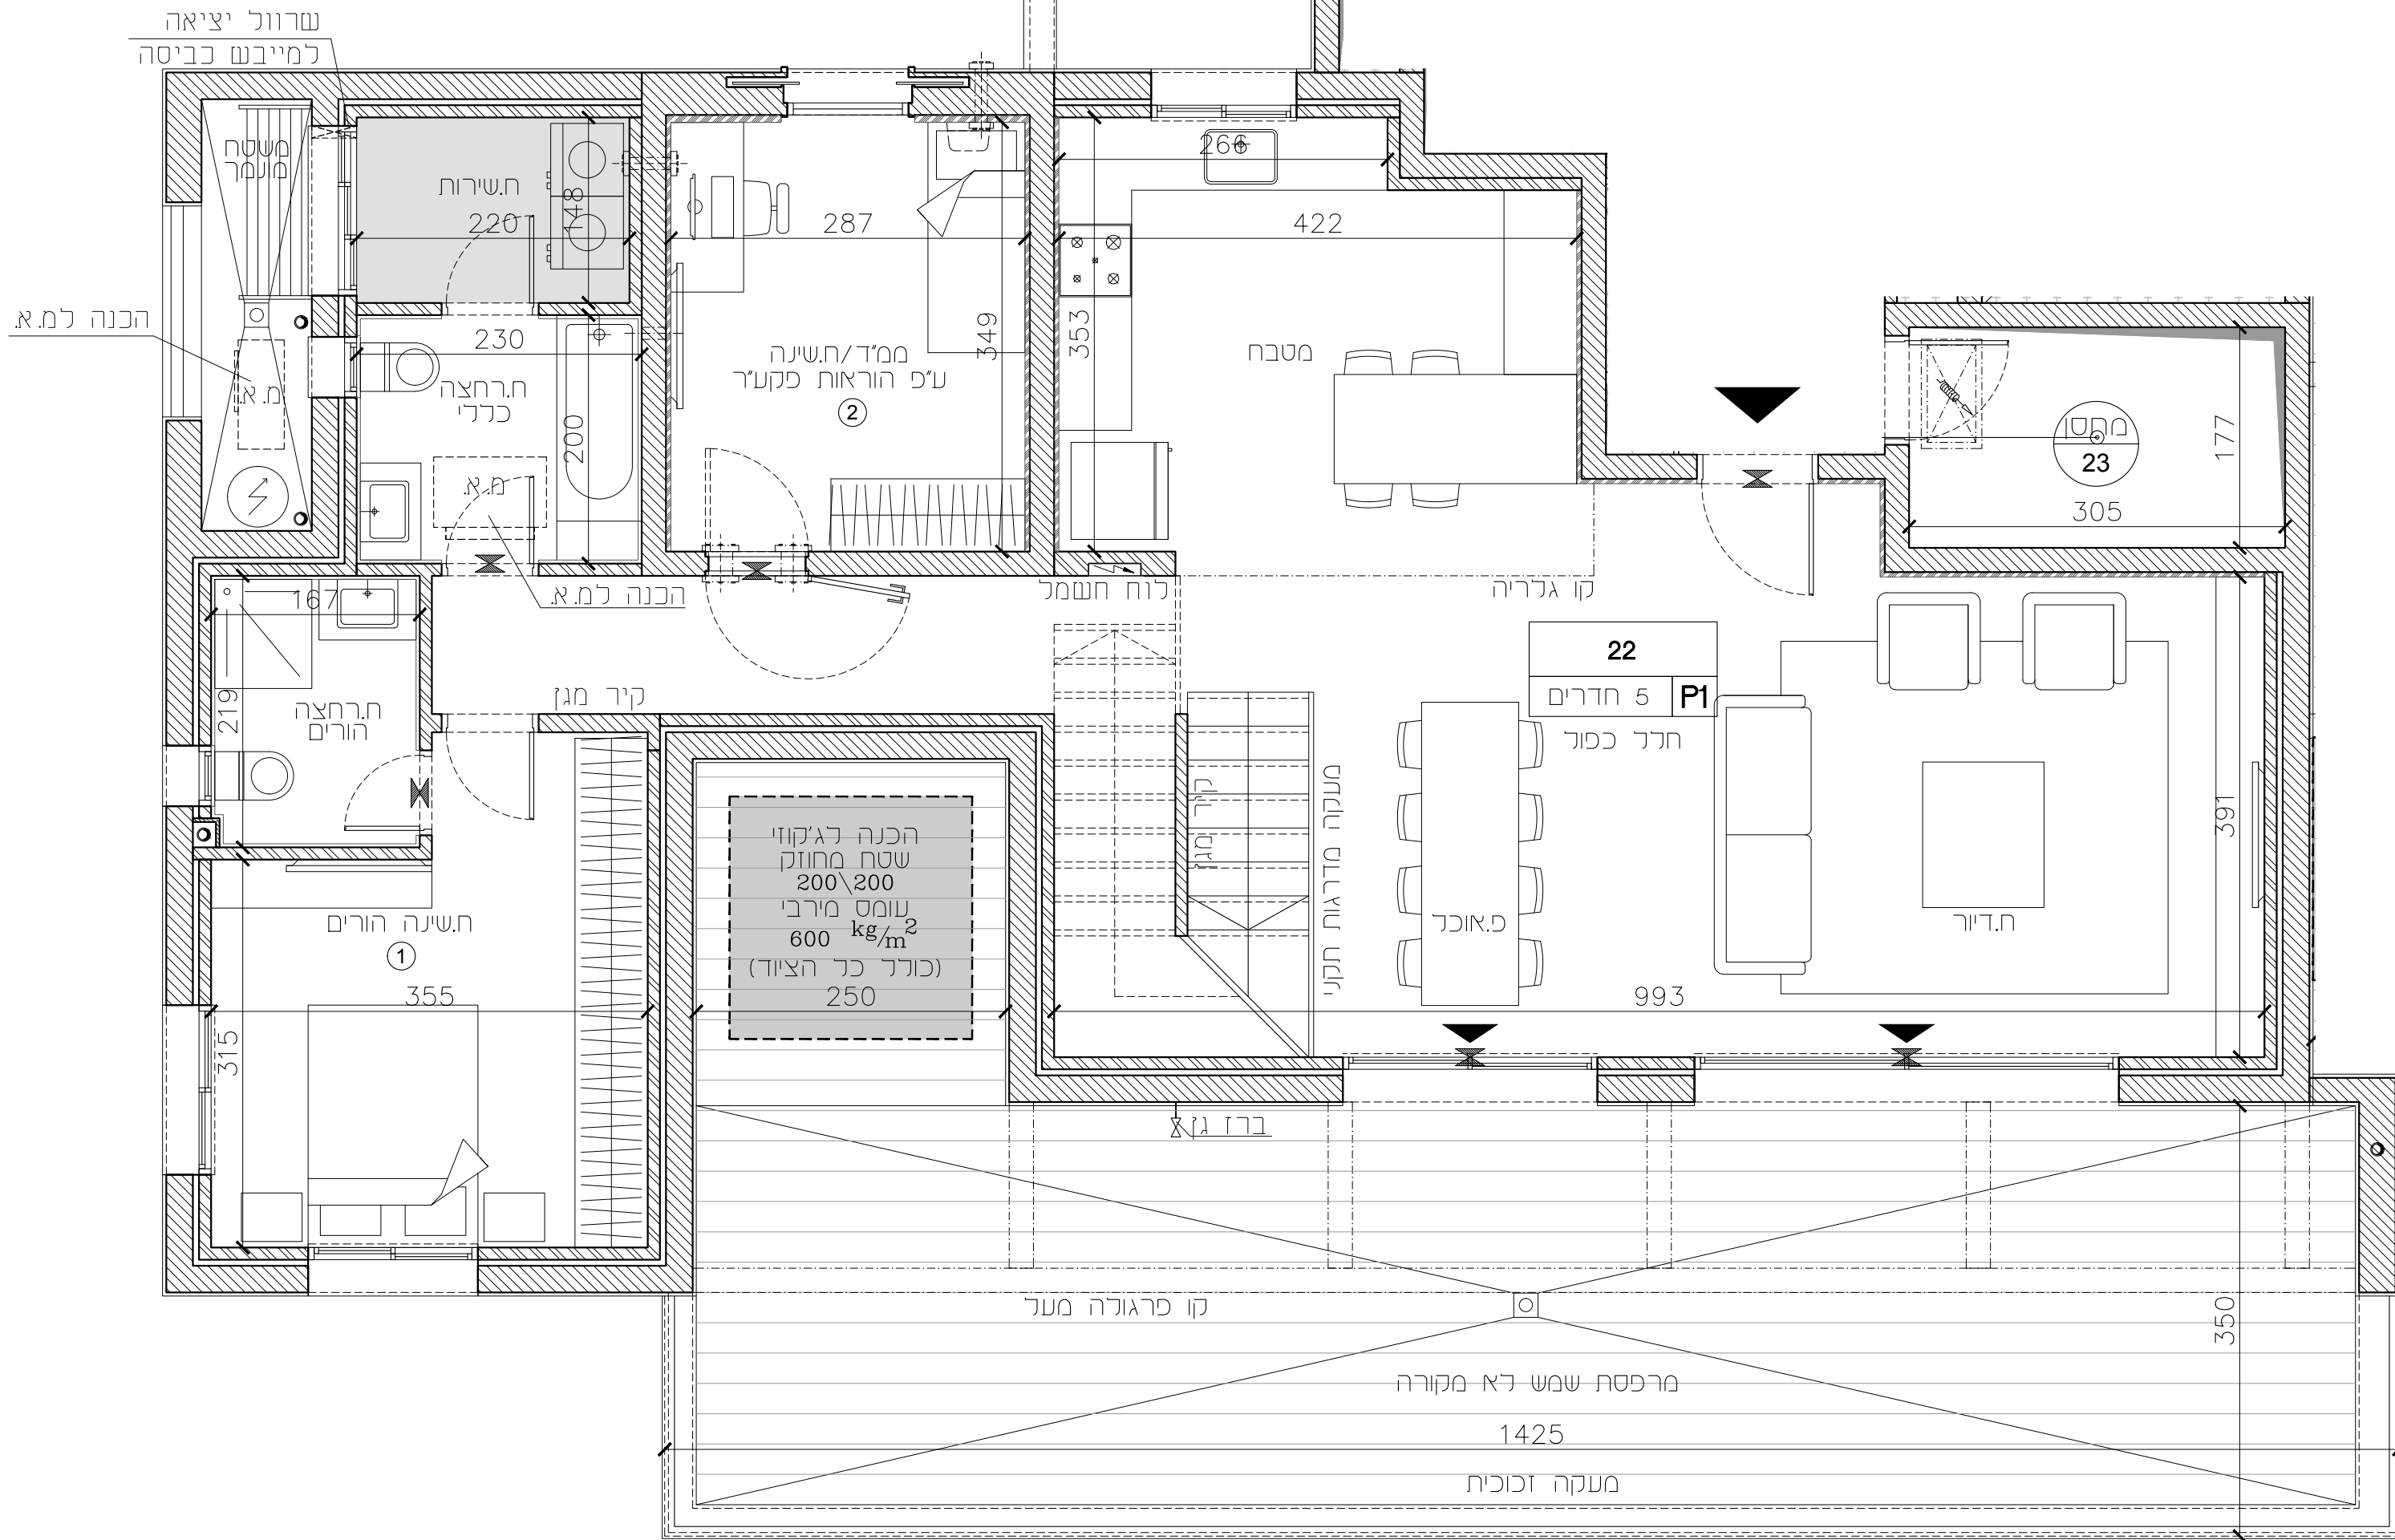 שרוול יציאה
למייבש כביסה
משטח
מונמך
ח.שירות
220
148
הכנה למ.א.
מ.א.
230
ח.רחצה
כללי
200
מ.א.
הכנה למ.א.
287
349
ממ"ד/ח.שינה
ע"פ הוראות פקע"ר
2
266
422
353
מטבח
לוח חשמל
קו גלריה
מחסן
23
177
305
167
219
ח.רחצה
הורים
קיר מגן
22
5 חדרים
P1
חלל כפול
קיר מגן
מעקה מדרגות תקני
הכנה לג'קוזי
שטח מחוזק
200\200
עומס מירבי
600 kg/m²
(כולל כל הציוד)
250
ח.שינה הורים
1
355
315
פ.אוכל
ח.דיור
391
993
ברז גן
קו פרגולה מעל
350
מרפסת שמש לא מקורה
1425
מעקה זכוכית